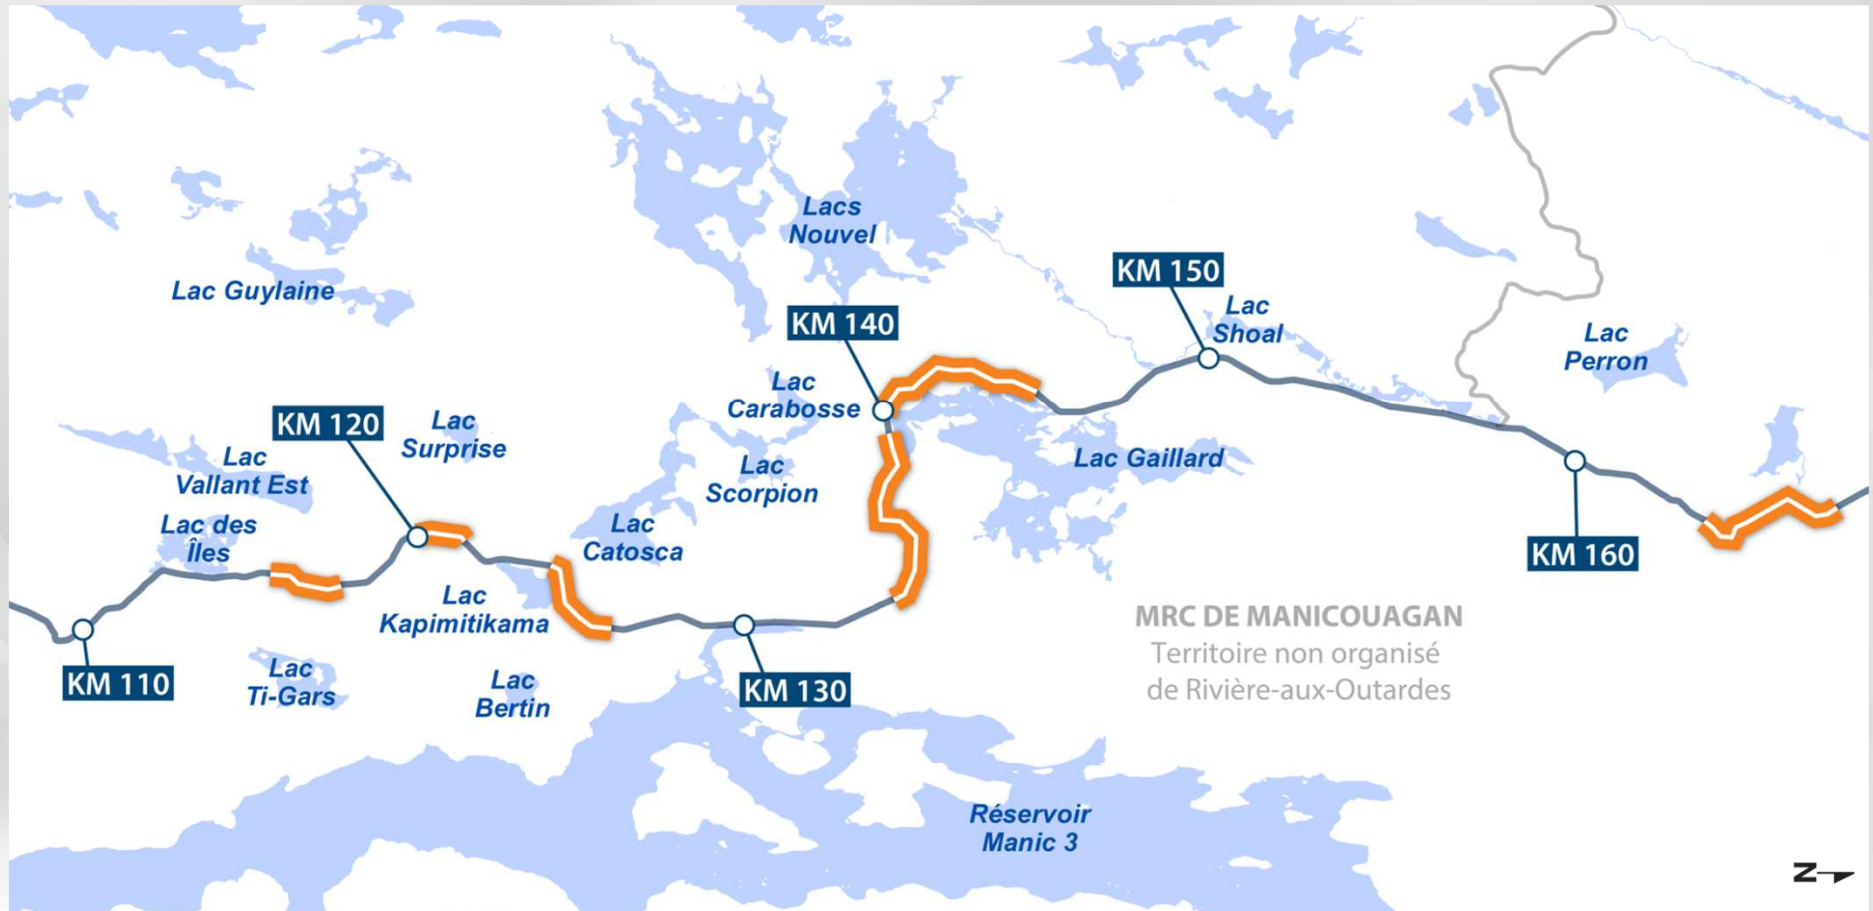 Lacs
Nouvel
Lac Guylaine
KM 150
Lac
Shoal
KM 140
Lac
Perron
Lac
Carabosse
KM 120
Lac
Surprise
Lac
Vallant Est
Lac
Scorpion
Lac Gaillard
Lac des
Îles
Lac
Catosca
KM 160
Lac
Kapimitikama
MRC DE MANICOUAGAN
Territoire non organisé
de Rivière-aux-Outardes
KM 110
Lac
Ti-Gars
Lac
Bertin
KM 130
Réservoir
Manic 3
N